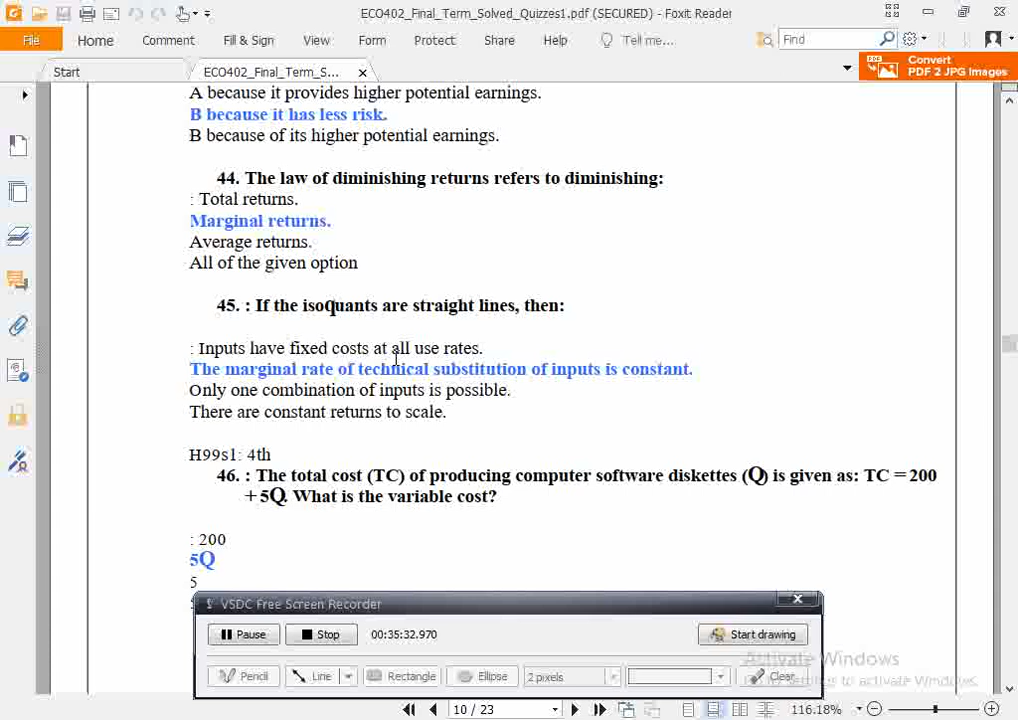 ECO402_Final_Term_Solved_Quizzes1.pdf (SECURED) - Foxit Reader
File Home Comment Fill & Sign View Form Protect Share Help Tell me... Find
Start ECO402_Final_Term_S... Convert
PDF 2 JPG Images
A because it provides higher potential earnings.
B because it has less risk.
B because of its higher potential earnings.
44. The law of diminishing returns refers to diminishing:
: Total returns.
Marginal returns.
Average returns.
All of the given option
45. : If the isoquants are straight lines, then:
: Inputs have fixed costs at all use rates.
The marginal rate of technical substitution of inputs is constant.
Only one combination of inputs is possible.
There are constant returns to scale.
H99s1: 4th
46. : The total cost (TC) of producing computer software diskettes (Q) is given as: TC = 200
+ 5Q. What is the variable cost?
: 200
5Q
5
VSDC Free Screen Recorder
Pause Stop 00:35:32.970 Start drawing
Activate Windows
Pencil Line Rectangle Ellipse 2 pixels Clear
Go to Settings to activate Windows.
10 / 23 116.18%